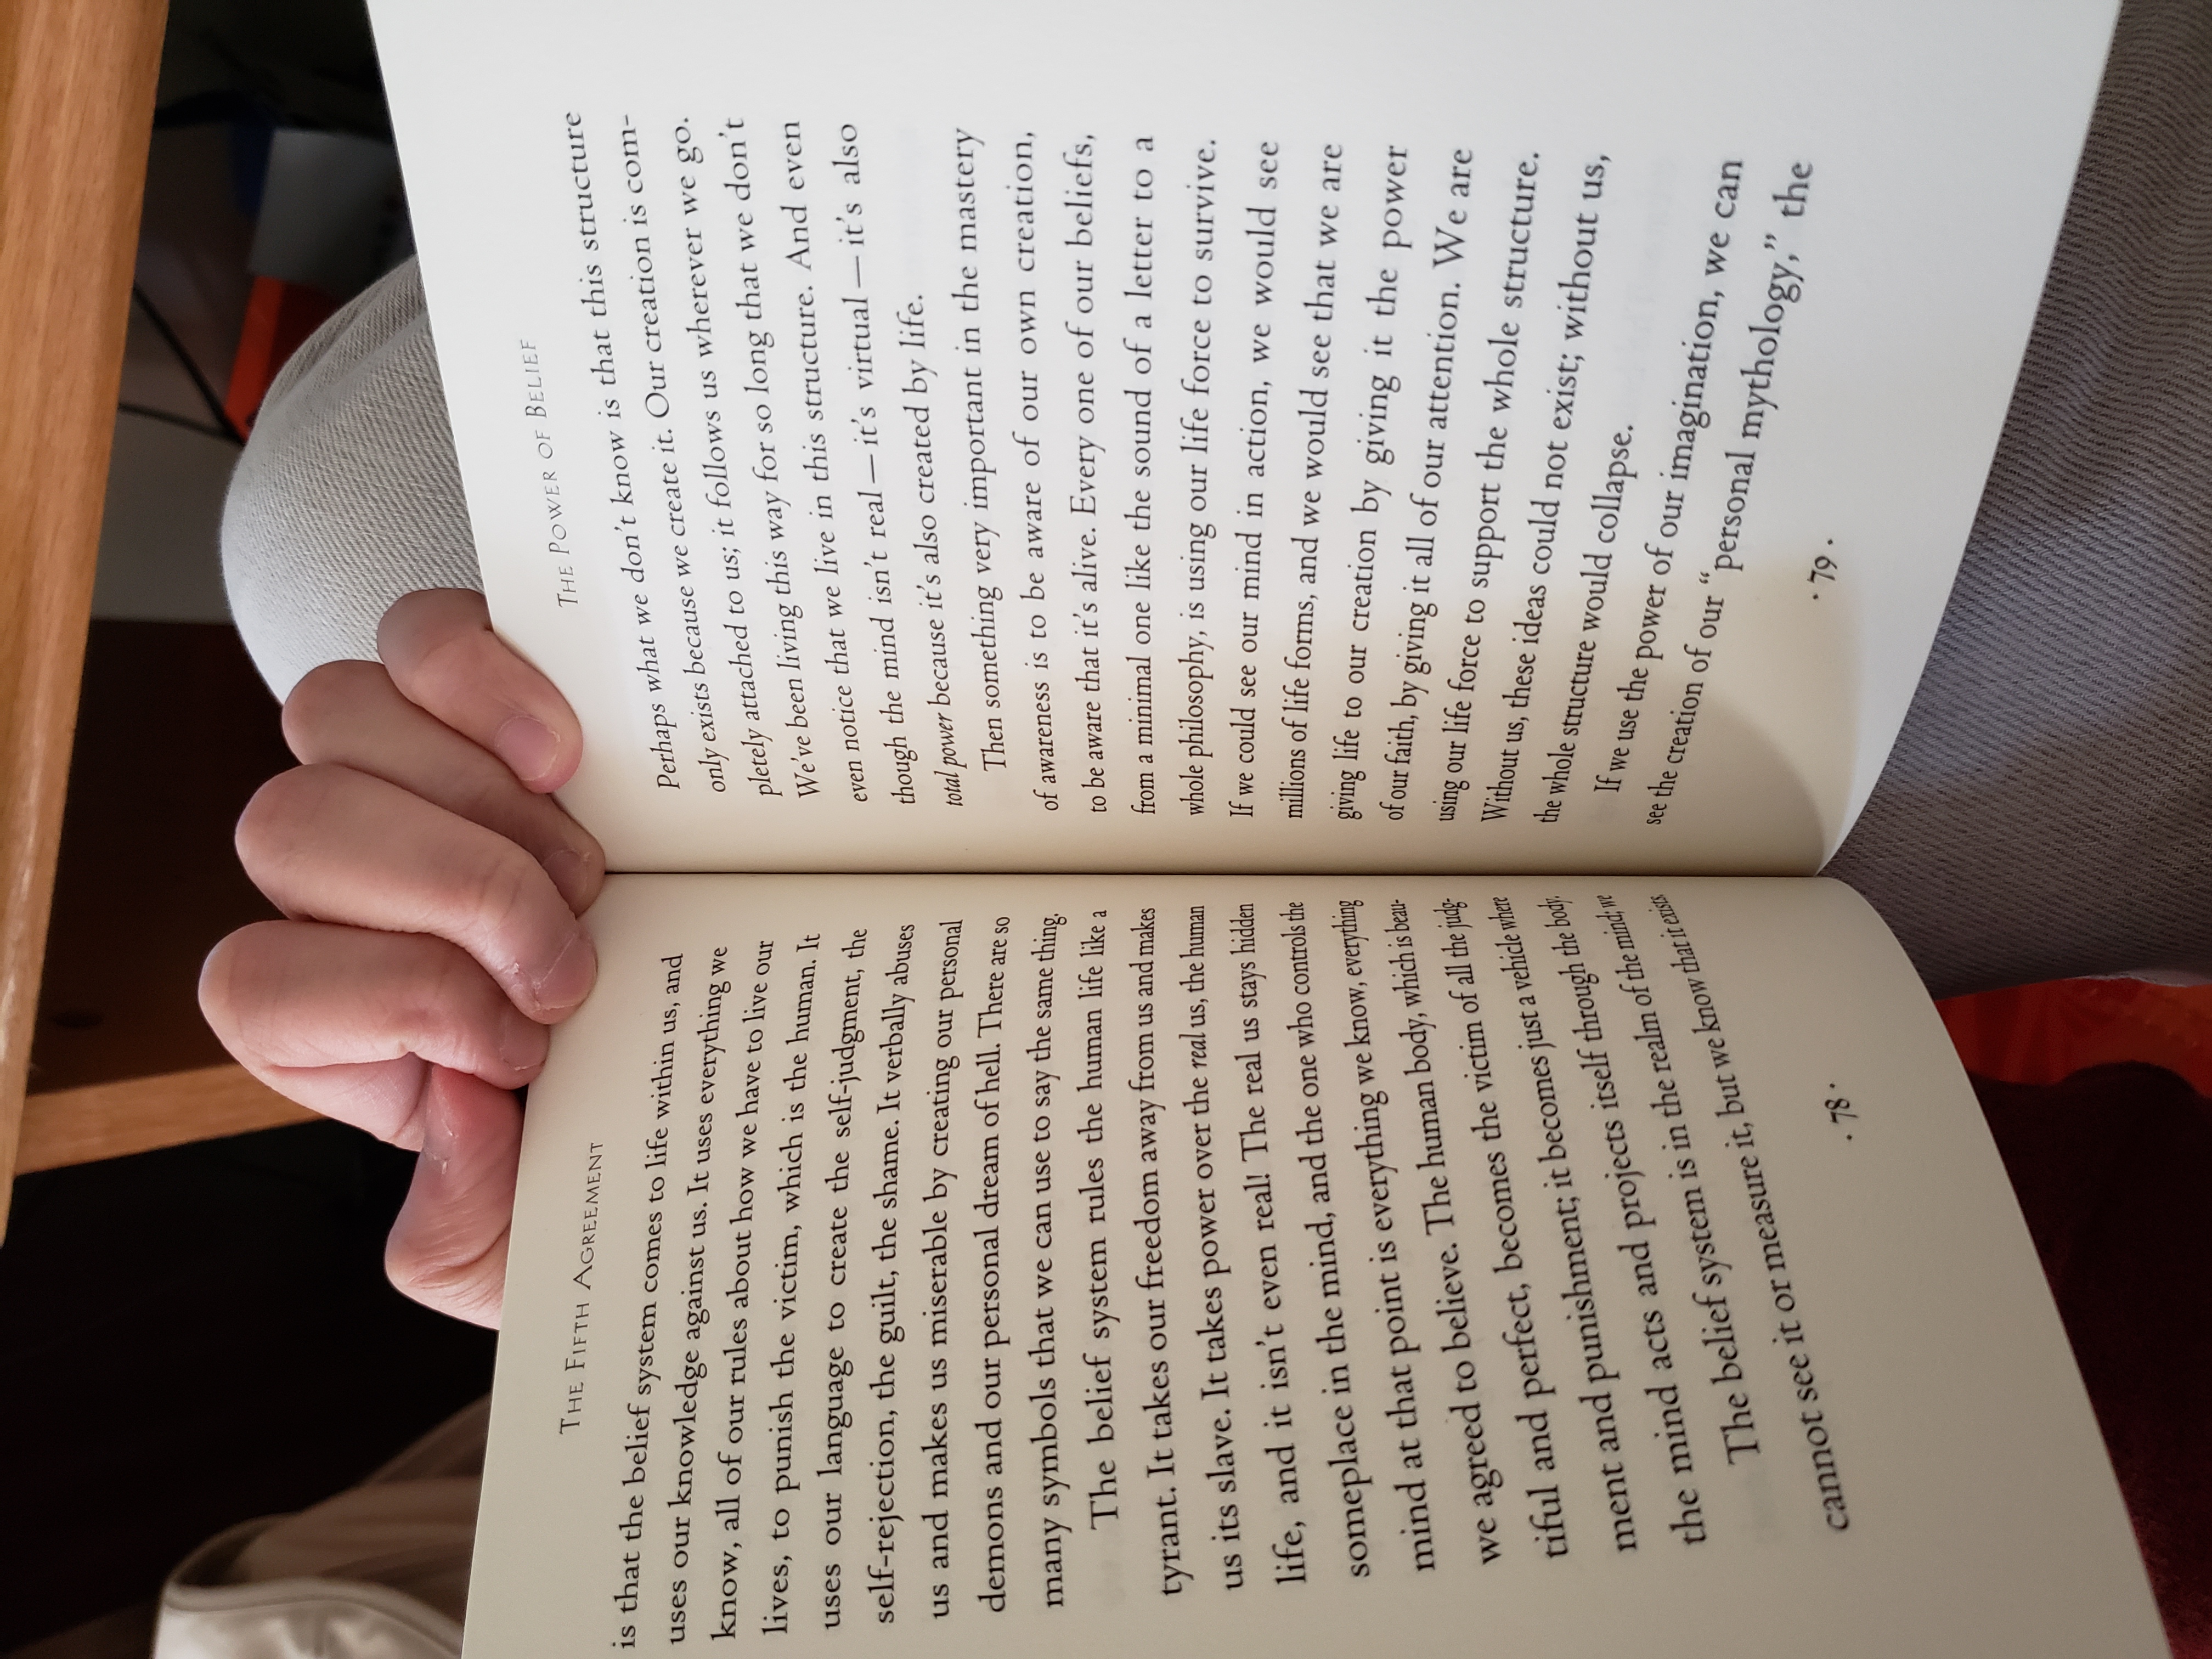 THE FIFTH AGREEMENT
is that the belief system comes to life within us, and
uses our knowledge against us. It uses everything we
know, all of our rules about how we have to live our
lives, to punish the victim, which is the human. It
uses our language to create the self-judgment, the
self-rejection, the guilt, the shame. It verbally abuses
us and makes us miserable by creating our personal
demons and our personal dream of hell. There are so
many symbols that we can use to say the same thing.
The belief system rules the human life like a
tyrant. It takes our freedom away from us and makes
us its slave. It takes power over the real us, the human
life, and it isn't even real! The real us stays hidden
someplace in the mind, and the one who controls the
mind at that point is everything we know, everything
we agreed to believe. The human body, which is beau-
tiful and perfect, becomes the victim of all the judg-
ment and punishment; it becomes just a vehicle where
the mind acts and projects itself through the body.
The belief system is in the realm of the mind; we
cannot see it or measure it, but we know that it exists.
· 78 ·
THE POWER OF BELIEF
Perhaps what we don't know is that this structure
only exists because we create it. Our creation is com-
pletely attached to us; it follows us wherever we go.
We've been living this way for so long that we don't
even notice that we live in this structure. And even
though the mind isn't real — it's virtual — it's also
total power because it's also created by life.
Then something very important in the mastery
of awareness is to be aware of our own creation,
to be aware that it's alive. Every one of our beliefs,
from a minimal one like the sound of a letter to a
whole philosophy, is using our life force to survive.
If we could see our mind in action, we would see
millions of life forms, and we would see that we are
giving life to our creation by giving it the power
of our faith, by giving it all of our attention. We are
using our life force to support the whole structure.
Without us, these ideas could not exist; without us,
the whole structure would collapse.
If we use the power of our imagination, we can
see the creation of our “personal mythology,” the
· 79 ·